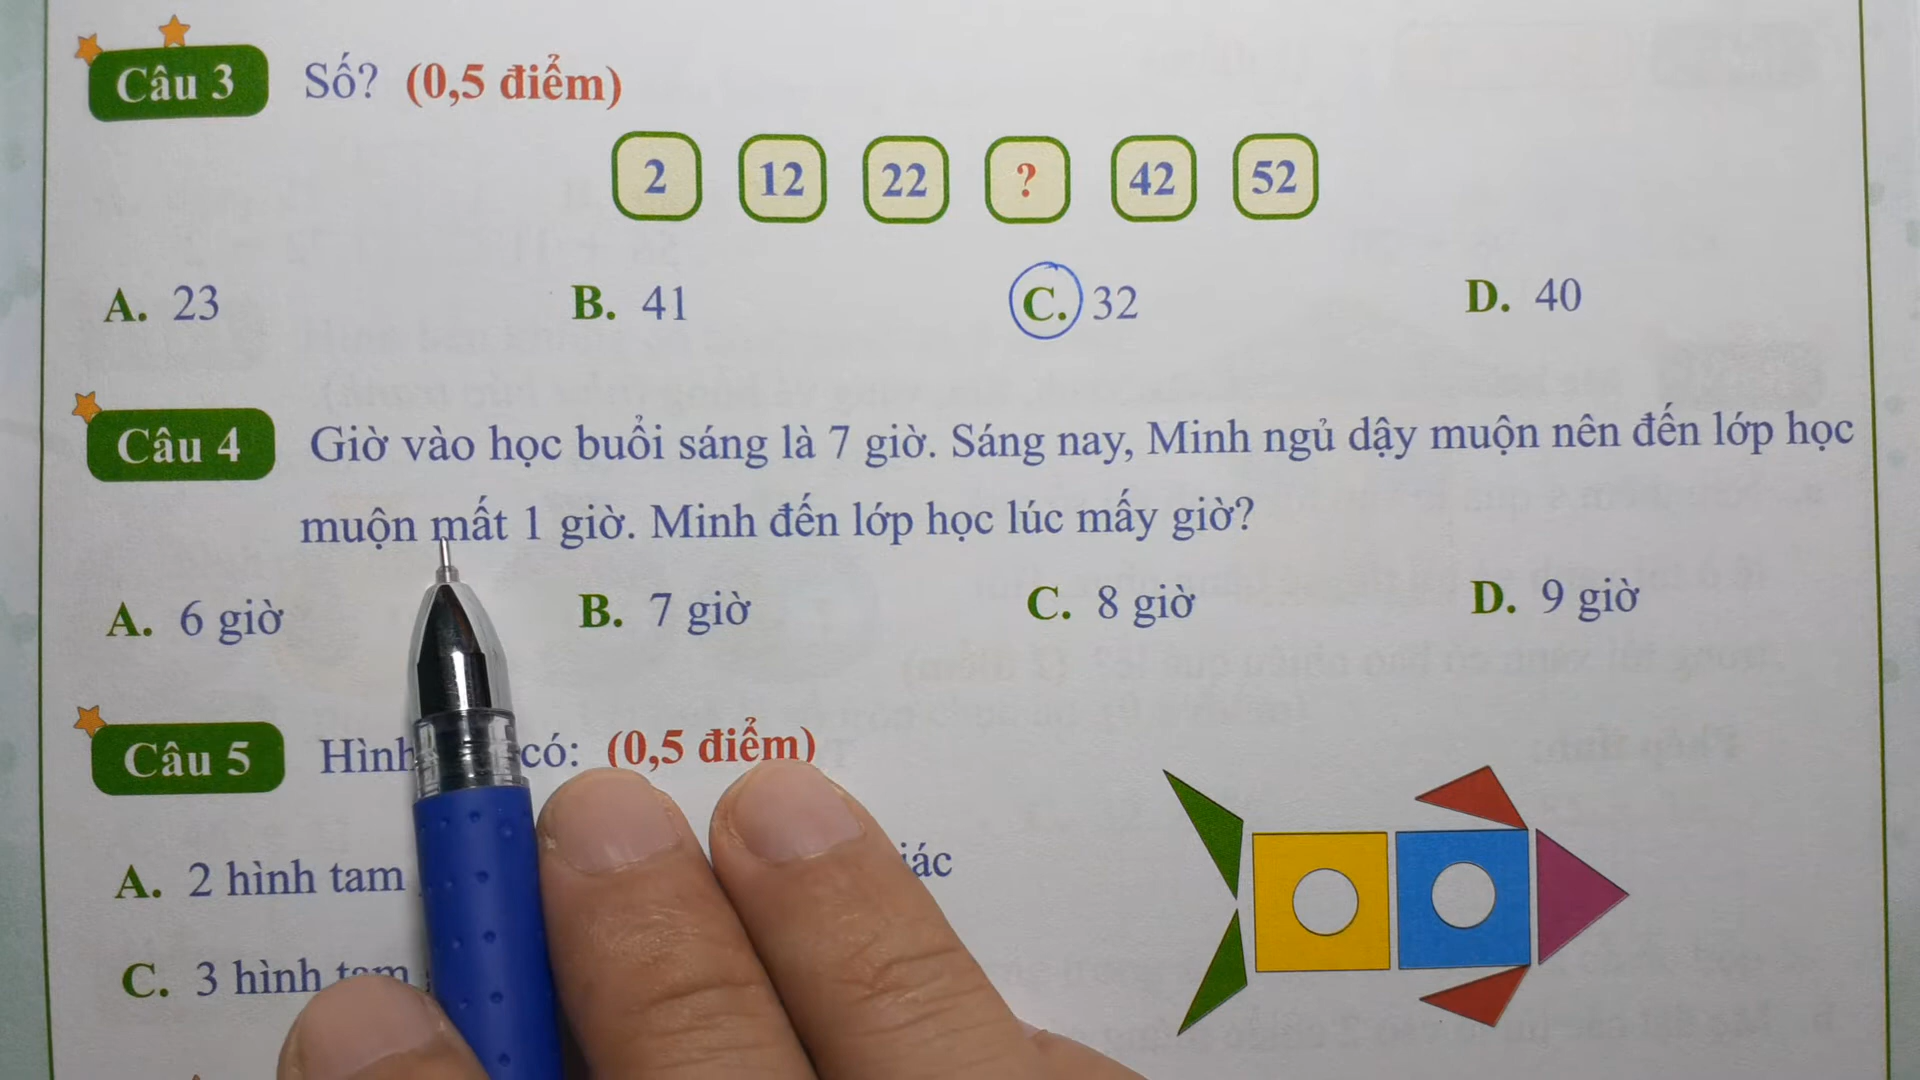 Câu 3 Số? (0,5 điểm)
2 12 22 ? 42 52
A. 23 B. 41 C. 32 D. 40
Câu 4 Giờ vào học buổi sáng là 7 giờ. Sáng nay, Minh ngủ dậy muộn nên đến lớp học
muộn mất 1 giờ. Minh đến lớp học lúc mấy giờ?
A. 6 giờ B. 7 giờ C. 8 giờ D. 9 giờ
Câu 5 Hình có: (0,5 điểm)
A. 2 hình tam
C. 3 hình tam